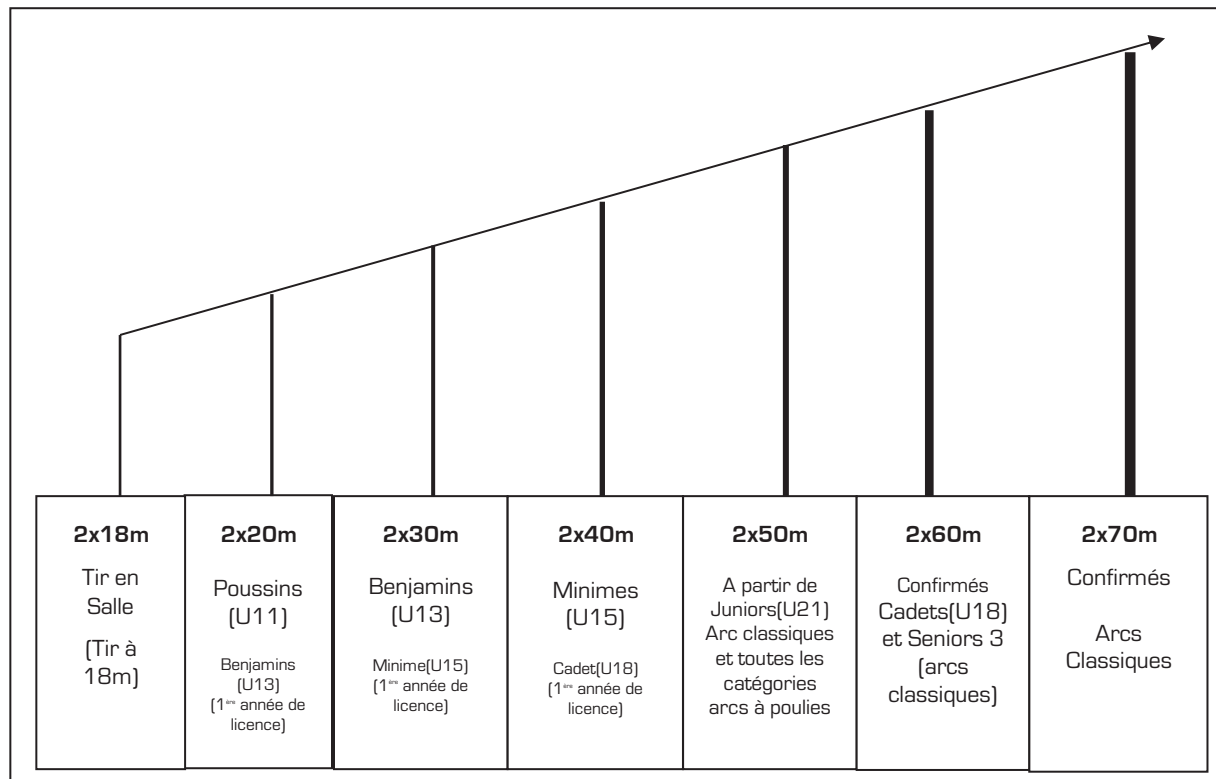 2x18m
Tir en
Salle
(Tir à
18m)
2x20m
Poussins
(U11)
Benjamins
(U13)
(1ère année de
licence)
2x30m
Benjamins
(U13)
Minime(U15)
(1ère année de
licence)
2x40m
Minimes
(U15)
Cadet(U18)
(1ère année de
licence)
2x50m
A partir de
Juniors(U21)
Arc classiques
et toutes les
catégories
arcs à poulies
2x60m
Confirmés
Cadets(U18)
et Seniors 3
(arcs
classiques)
2x70m
Confirmés
Arcs
Classiques